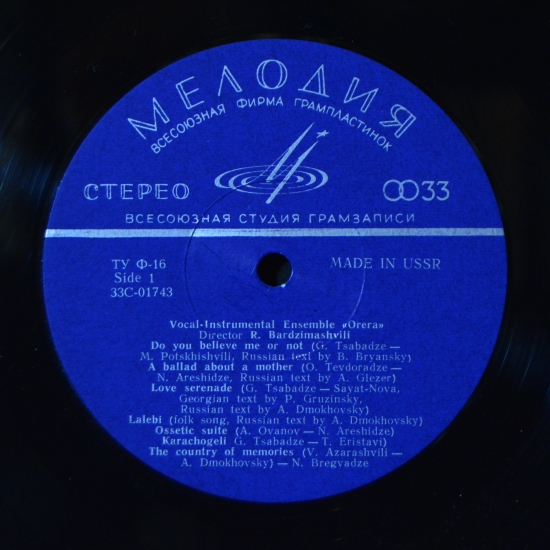 МЕЛОДИЯ
ВСЕСОЮЗНАЯ ФИРМА ГРАМПЛАСТИНОК
СТЕРЕО
33
ВСЕСОЮЗНАЯ СТУДИЯ ГРАМЗАПИСИ
ТУ Ф-16
Side 1
33С-01743
MADE IN USSR
Vocal-Instrumental Ensemble «Orera»
Director R. Bardzimashvili
Do you believe me or not (G. Tsabadze —
M. Potskhishvili, Russian text by B. Bryansky)
A ballad about a mother (O. Tevdoradze —
N. Areshidze, Russian text by A. Glezer)
Love serenade (G. Tsabadze — Sayat-Nova,
Georgian text by P. Gruzinsky,
Russian text by A. Dmokhovsky)
Lalebi (folk song, Russian text by A. Dmokhovsky)
Ossetic suite (A. Ovanov — N. Areshidze)
Karachogeli G. Tsabadze — T. Eristavi)
The country of memories (V. Azarashvili —
A. Dmokhovsky) — N. Bregvadze